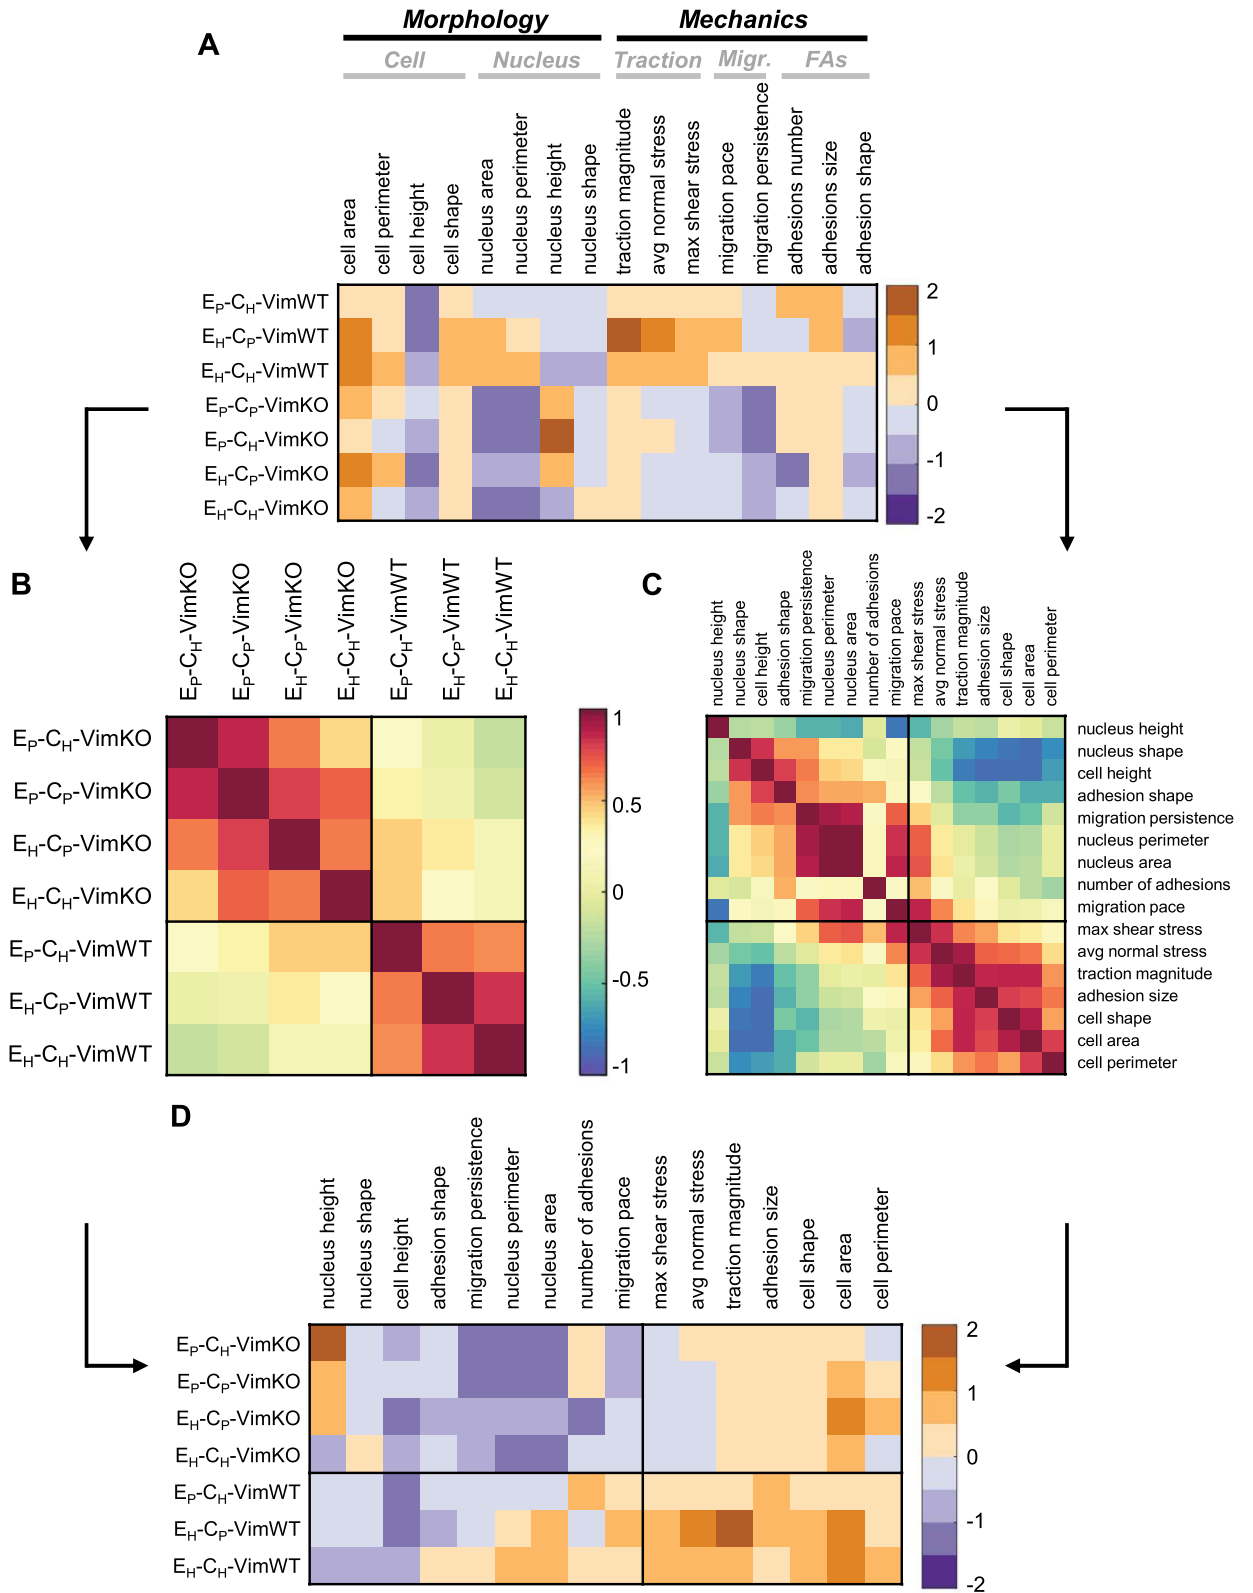 A
Morphology Mechanics
Cell Nucleus Traction Migr. FAs
cell area
cell perimeter
cell height
cell shape
nucleus area
nucleus perimeter
nucleus height
nucleus shape
traction magnitude
avg normal stress
max shear stress
migration pace
migration persistence
adhesions number
adhesions size
adhesion shape
EP-CH-VimWT
EH-CP-VimWT
EH-CH-VimWT
EP-CP-VimKO
EP-CH-VimKO
EH-CP-VimKO
EH-CH-VimKO
2
1
0
-1
-2
B
EP-CH-VimKO
EP-CP-VimKO
EH-CP-VimKO
EH-CH-VimKO
EP-CH-VimWT
EH-CP-VimWT
EH-CH-VimWT
EP-CH-VimKO
EP-CP-VimKO
EH-CP-VimKO
EH-CH-VimKO
EP-CH-VimWT
EH-CP-VimWT
EH-CH-VimWT
1
0.5
0
-0.5
-1
C
nucleus height
nucleus shape
cell height
adhesion shape
migration persistence
nucleus perimeter
nucleus area
number of adhesions
migration pace
max shear stress
avg normal stress
traction magnitude
adhesion size
cell shape
cell area
cell perimeter
nucleus height
nucleus shape
cell height
adhesion shape
migration persistence
nucleus perimeter
nucleus area
number of adhesions
migration pace
max shear stress
avg normal stress
traction magnitude
adhesion size
cell shape
cell area
cell perimeter
D
nucleus height
nucleus shape
cell height
adhesion shape
migration persistence
nucleus perimeter
nucleus area
number of adhesions
migration pace
max shear stress
avg normal stress
traction magnitude
adhesion size
cell shape
cell area
cell perimeter
EP-CH-VimKO
EP-CP-VimKO
EH-CP-VimKO
EH-CH-VimKO
EP-CH-VimWT
EH-CP-VimWT
EH-CH-VimWT
2
1
0
-1
-2